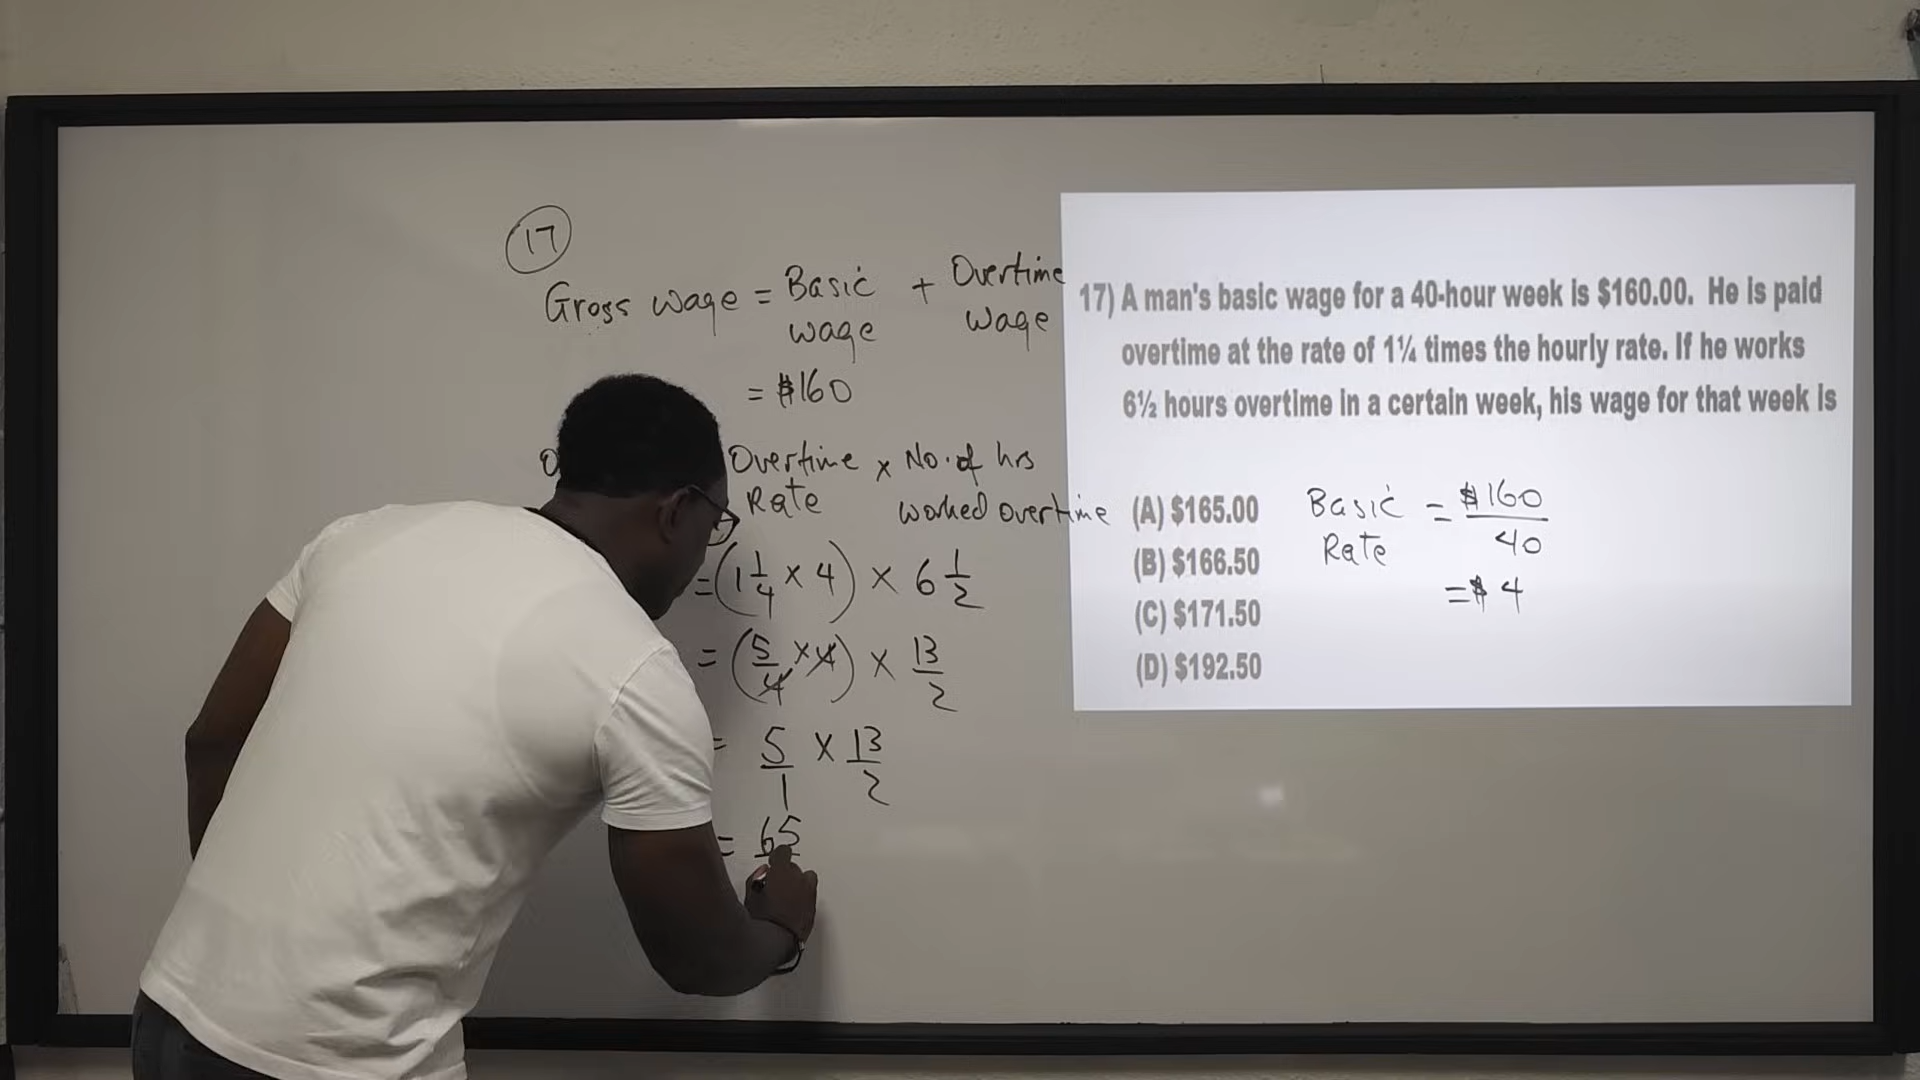 17
Gross wage = Basic wage + Overtime wage
= $160
Overtime Rate × No. of hrs worked overtime
= (1 1/4 × 4) × 6 1/2
= (5/4 × 4) × 13/2
= 5/1 × 13/2
= 65
17) A man's basic wage for a 40-hour week is $160.00. He is paid
overtime at the rate of 1¼ times the hourly rate. If he works
6½ hours overtime in a certain week, his wage for that week is
(A) $165.00
(B) $166.50
(C) $171.50
(D) $192.50
Basic Rate = $160/40
= $4